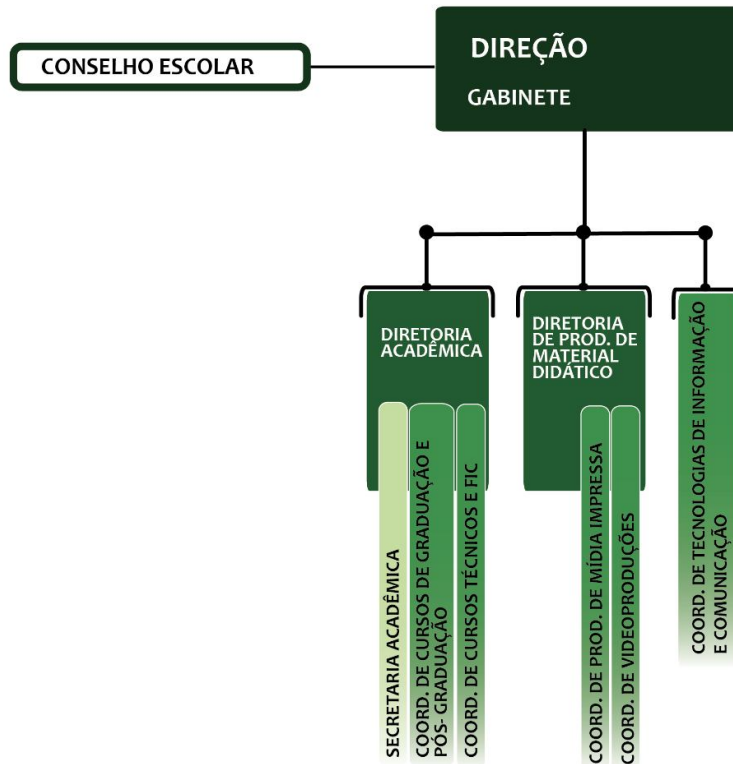 CONSELHO ESCOLAR
DIREÇÃO
GABINETE
DIRETORIA
ACADÊMICA
SECRETARIA ACADÊMICA
COORD. DE CURSOS DE GRADUAÇÃO E
PÓS- GRADUAÇÃO
COORD. DE CURSOS TÉCNICOS E FIC
DIRETORIA
DE PROD. DE
MATERIAL
DIDÁTICO
COORD. DE PROD. DE MÍDIA IMPRESSA
COORD. DE VIDEOPRODUÇÕES
COORD. DE TECNOLOGIAS DE INFORMAÇÃO
E COMUNICAÇÃO